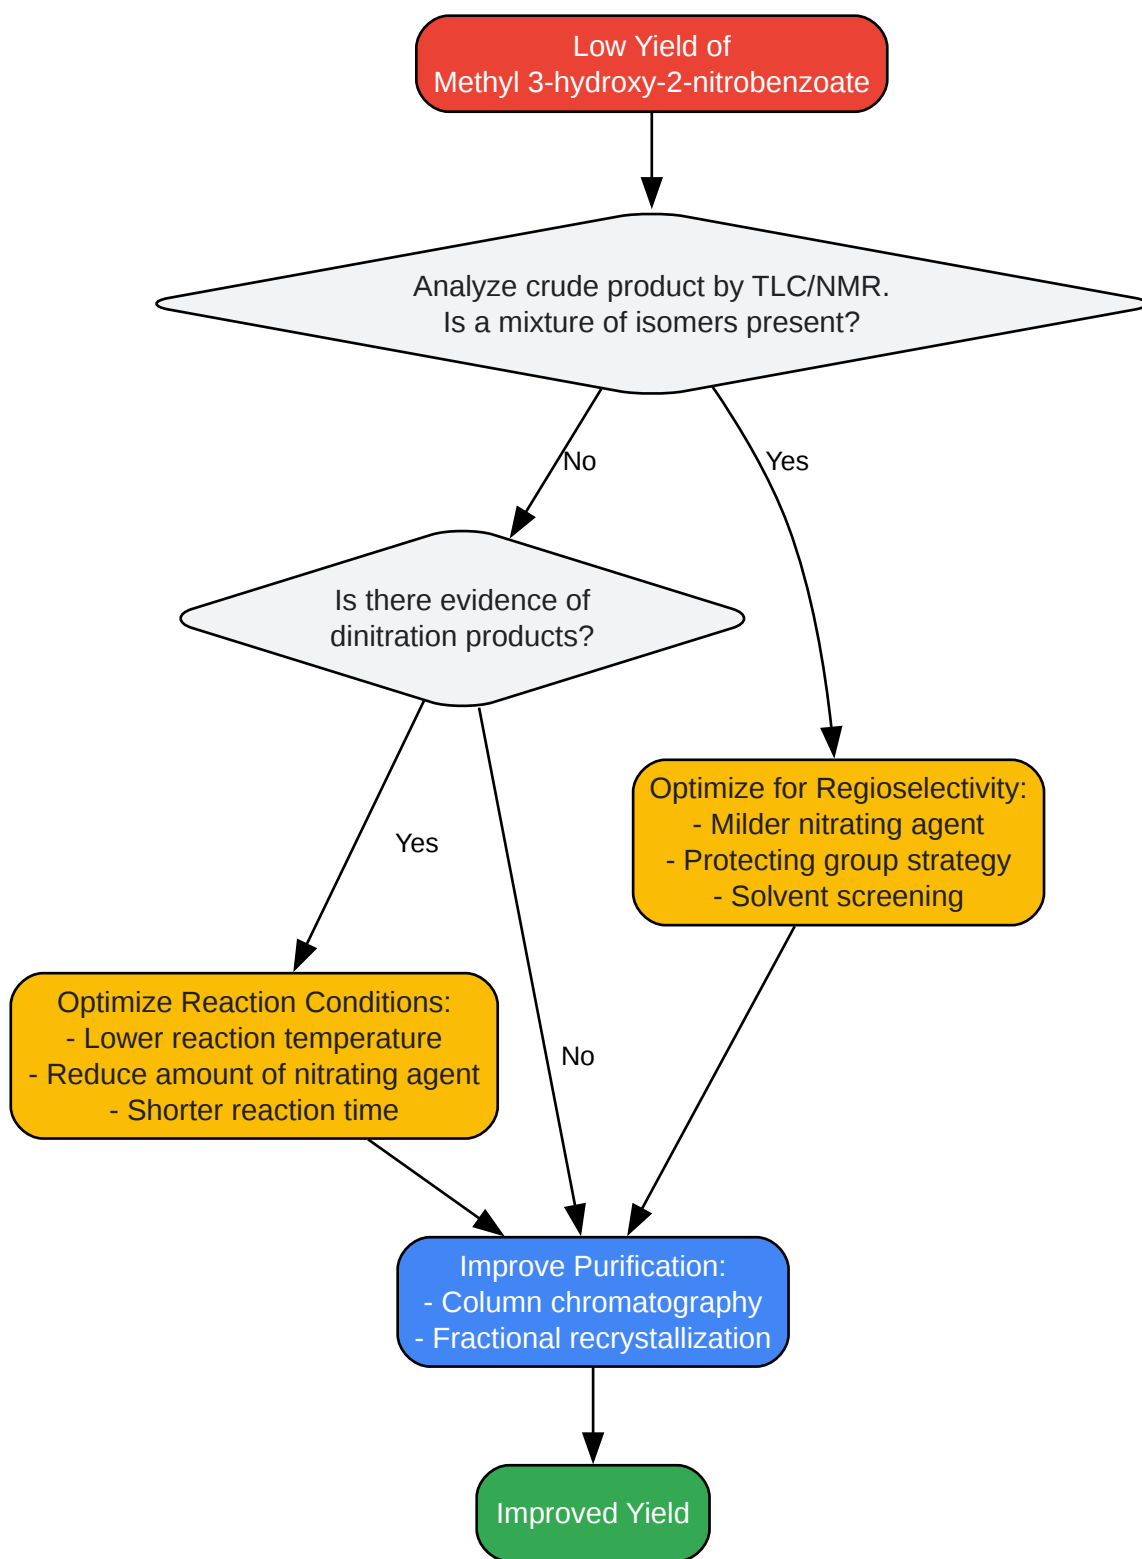 Low Yield of
Methyl 3-hydroxy-2-nitrobenzoate
Analyze crude product by TLC/NMR.
Is a mixture of isomers present?
No
Yes
Is there evidence of
dinitration products?
Optimize for Regioselectivity:
- Milder nitrating agent
- Protecting group strategy
- Solvent screening
Yes
No
Optimize Reaction Conditions:
- Lower reaction temperature
- Reduce amount of nitrating agent
- Shorter reaction time
Improve Purification:
- Column chromatography
- Fractional recrystallization
Improved Yield